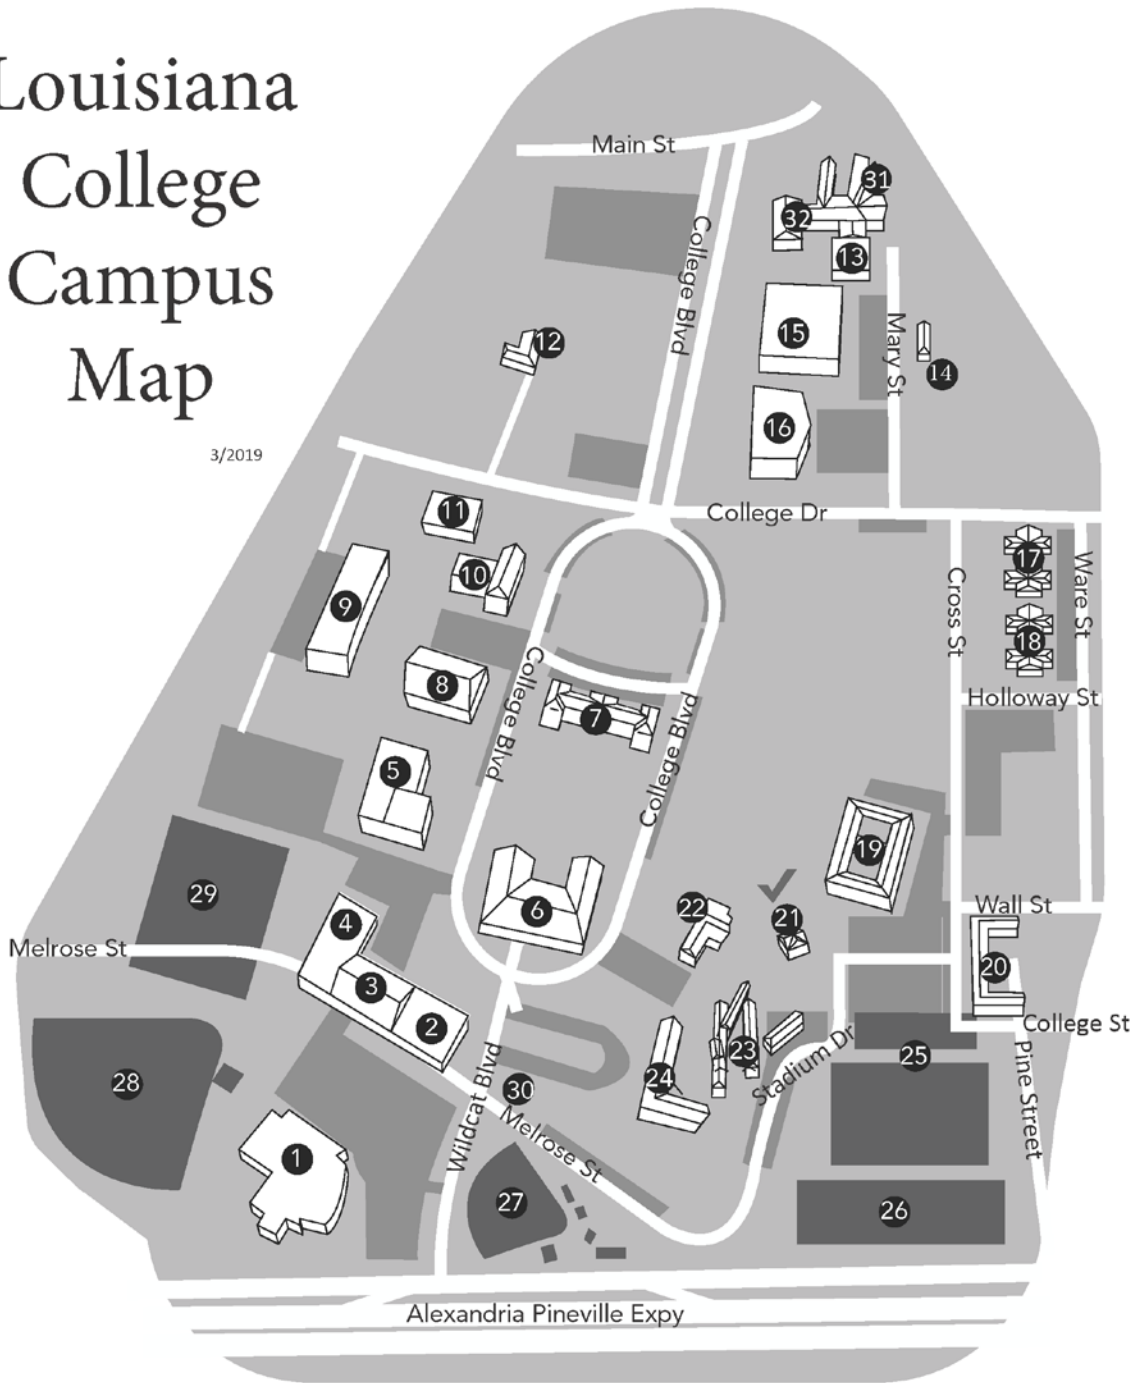 Louisiana
College
Campus
Map
3/2019
Main St
31
32
13
College Blvd
15
Mary St
12
14
16
11
College Dr
17
10
Cross St
Ware St
9
18
8
College Blvd
7
Holloway St
College Blvd
5
19
29
22
21
Wall St
6
4
Melrose St
20
3
2
College St
23
25
24
Stadium Dr
28
30
Wildcat Blvd
Melrose St
Pine Street
1
27
26
Alexandria Pineville Expy